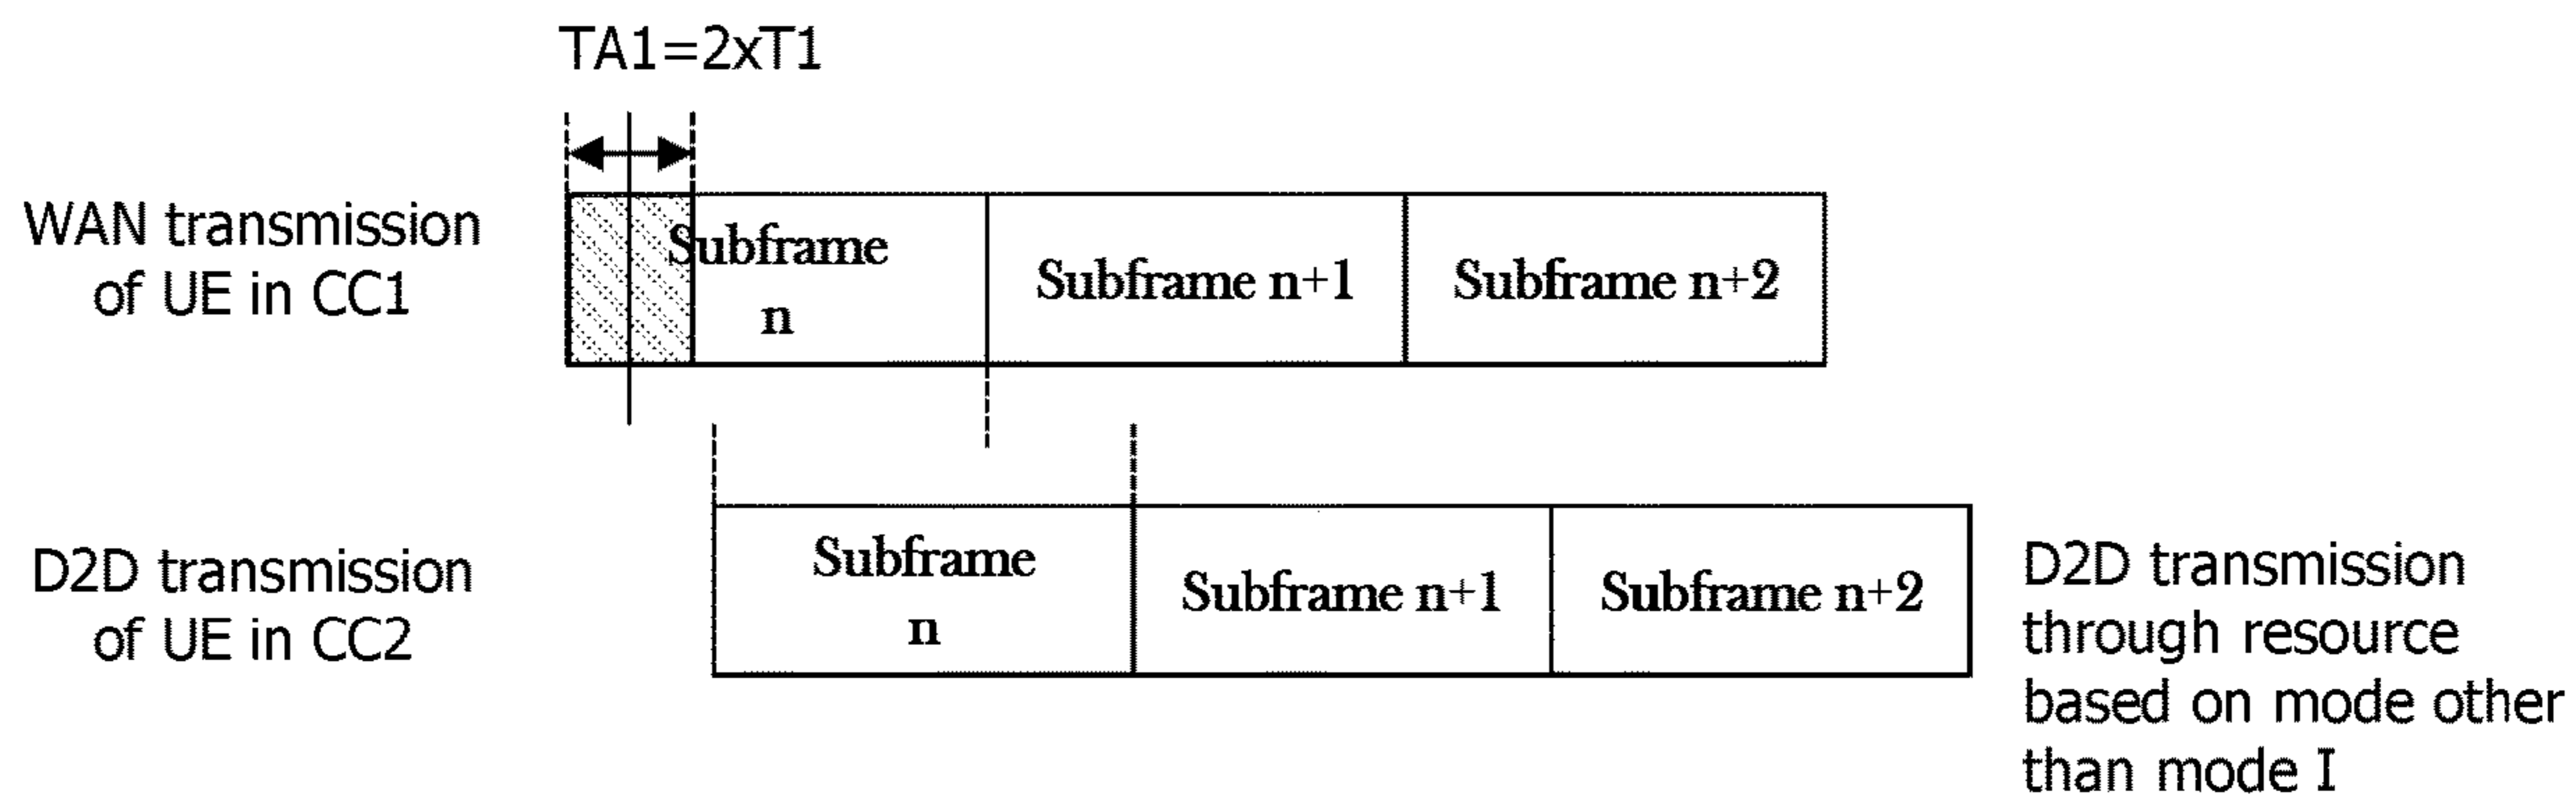 TA1=2xT1
WAN transmission
of UE in CC1
Subframe
n
Subframe n+1
Subframe n+2
D2D transmission
of UE in CC2
Subframe
n
Subframe n+1
Subframe n+2
D2D transmission
through resource
based on mode other
than mode I